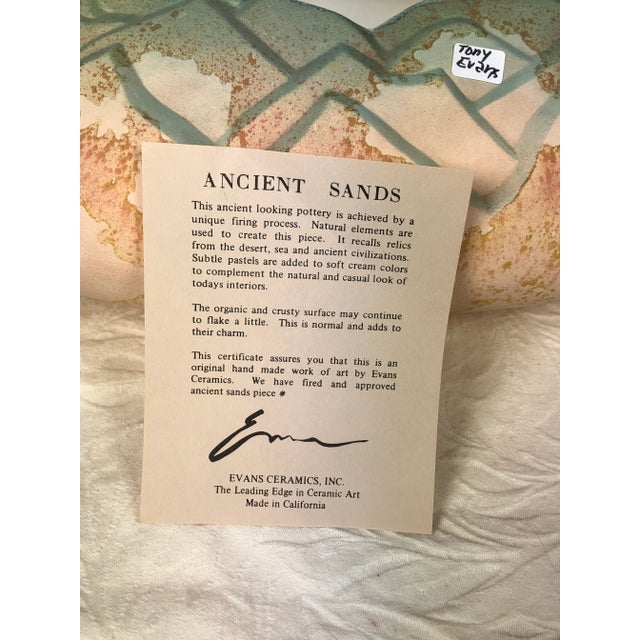 Tony
Evans
ANCIENT SANDS
This ancient looking pottery is achieved by a
unique firing process. Natural elements are
used to create this piece. It recalls relics
from the desert, sea and ancient civilizations.
Subtle pastels are added to soft cream colors
to complement the natural and casual look of
todays interiors.
The organic and crusty surface may continue
to flake a little. This is normal and adds to
their charm.
This certificate assures you that this is an
original hand made work of art by Evans
Ceramics. We have fired and approved
ancient sands piece #
Evans
EVANS CERAMICS, INC.
The Leading Edge in Ceramic Art
Made in California